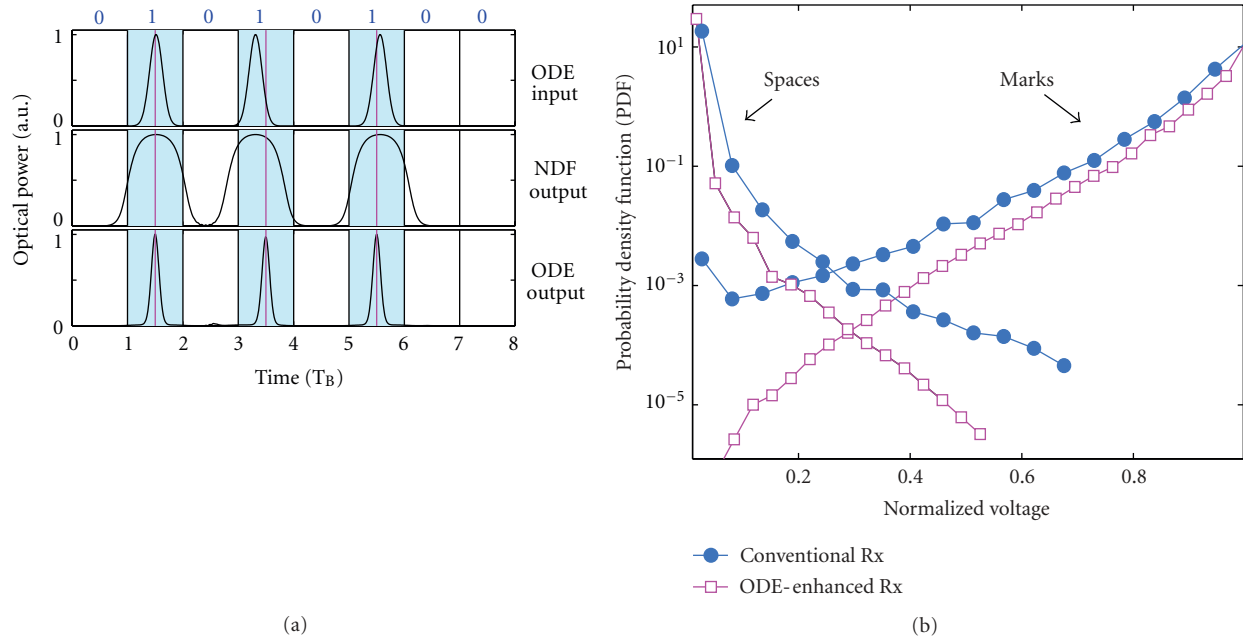 0 1 0 1 0 1 0 0
1
0
ODE
input
1
0
NDF
output
1
0
ODE
output
Optical power (a.u.)
0 1 2 3 4 5 6 7 8
Time (TB)
(a)
10¹
10⁻¹
10⁻³
10⁻⁵
Probability density function (PDF)
Spaces
Marks
0.2 0.4 0.6 0.8
Normalized voltage
Conventional Rx
ODE-enhanced Rx
(b)